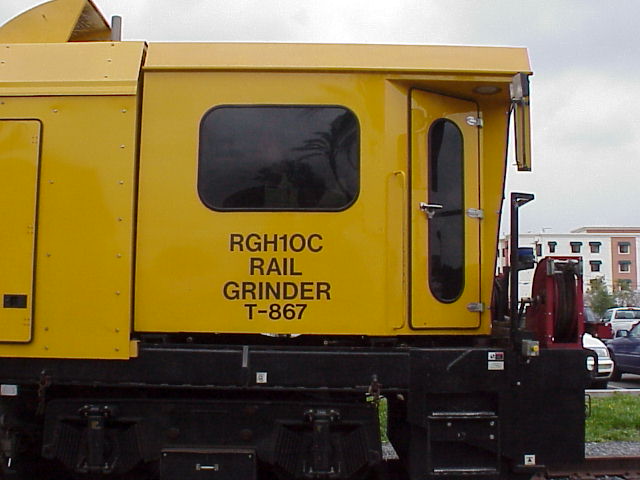 RGH10C
RAIL
GRINDER
T-867